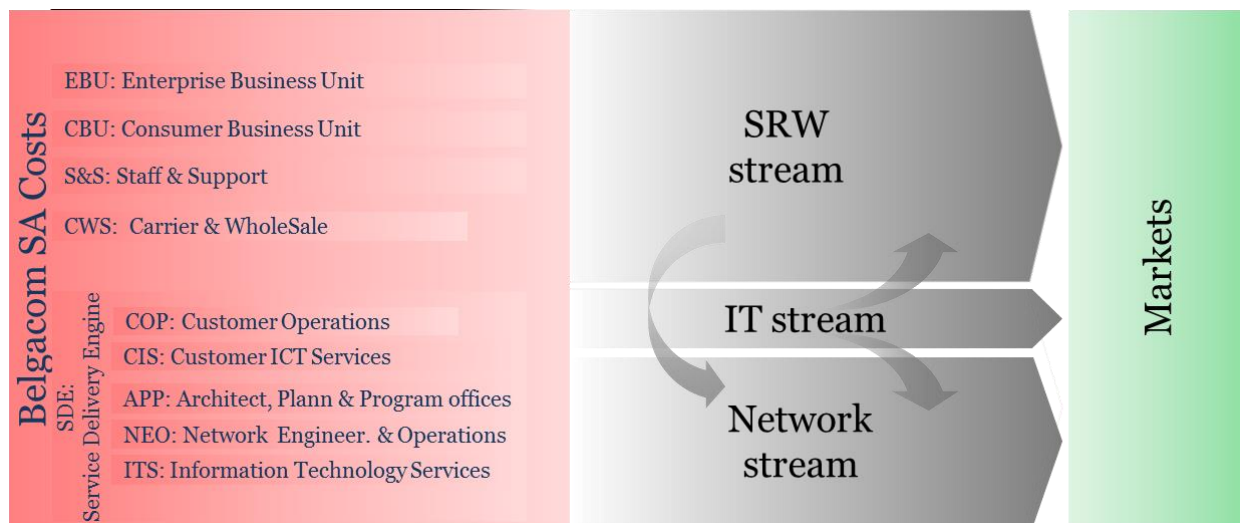 Belgacom SA Costs
EBU: Enterprise Business Unit
CBU: Consumer Business Unit
S&S: Staff & Support
CWS: Carrier & WholeSale
SDE:
Service Delivery Engine
COP: Customer Operations
CIS: Customer ICT Services
APP: Architect, Plann & Program offices
NEO: Network Engineer. & Operations
ITS: Information Technology Services
SRW
stream
IT stream
Network
stream
Markets